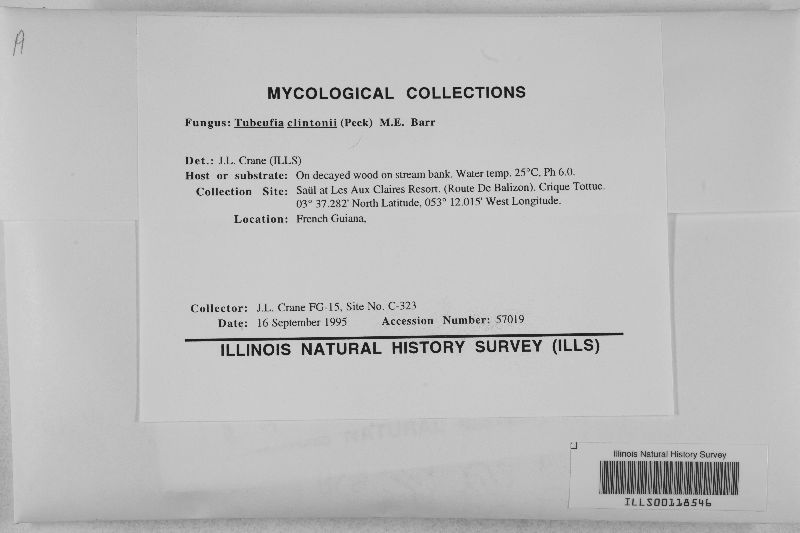 A
MYCOLOGICAL COLLECTIONS
Fungus: Tubeufia clintonii (Peck) M.E. Barr
Det.: J.L. Crane (ILLS)
Host or substrate: On decayed wood on stream bank. Water temp. 25°C, Ph 6.0.
Collection Site: Saül at Les Aux Claires Resort. (Route De Balizon). Crique Tottue.
03° 37.282' North Latitude, 053° 12.015' West Longitude.
Location: French Guiana,
Collector: J.L. Crane FG-15, Site No. C-323
Date: 16 September 1995 Accession Number: 57019
ILLINOIS NATURAL HISTORY SURVEY (ILLS)
Illinois Natural History Survey
ILLS00118546